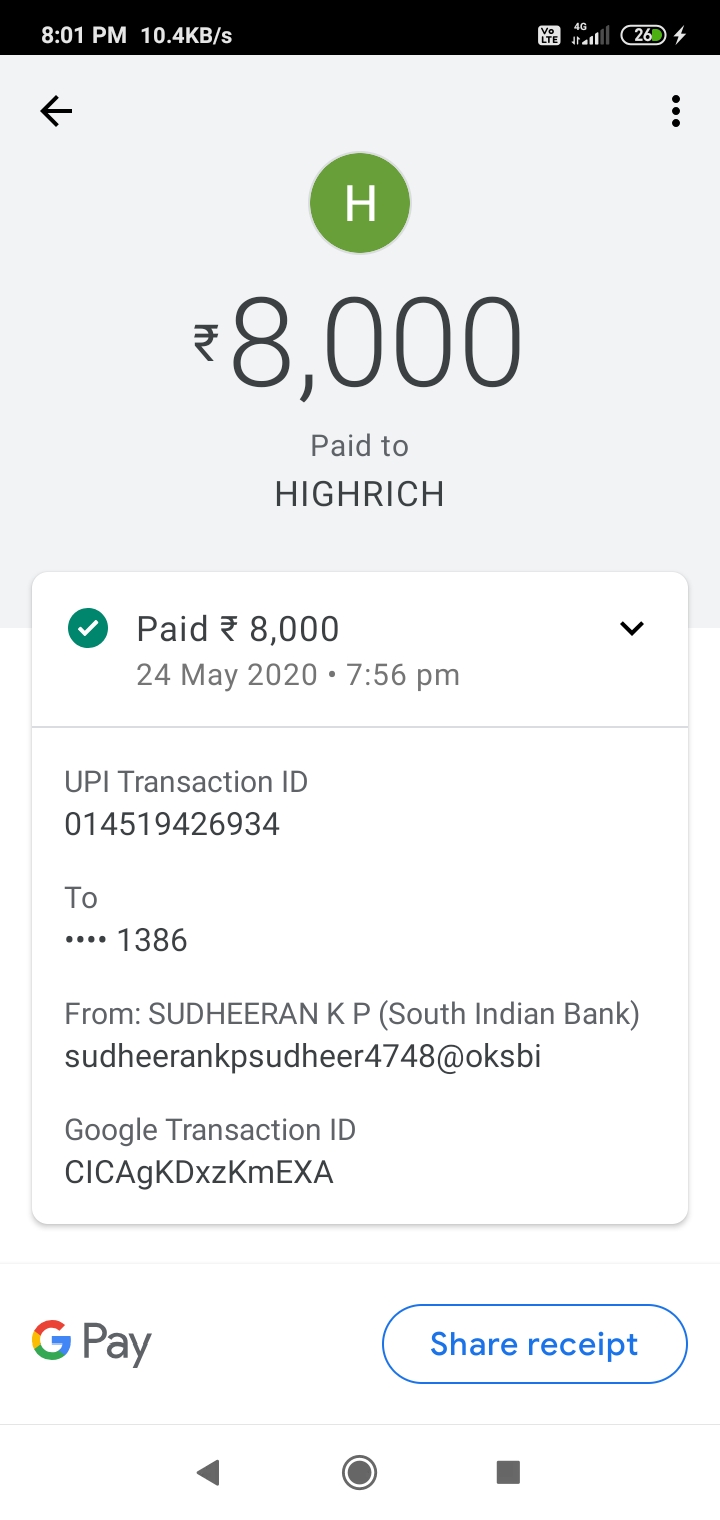 8:01 PM 10.4KB/s Vo LTE 4G 26
H
₹8,000
Paid to
HIGHRICH
Paid ₹ 8,000
24 May 2020 • 7:56 pm
UPI Transaction ID
014519426934
To
•••• 1386
From: SUDHEERAN K P (South Indian Bank)
sudheerankpsudheer4748@oksbi
Google Transaction ID
CICAgKDxzKmEXA
G Pay Share receipt